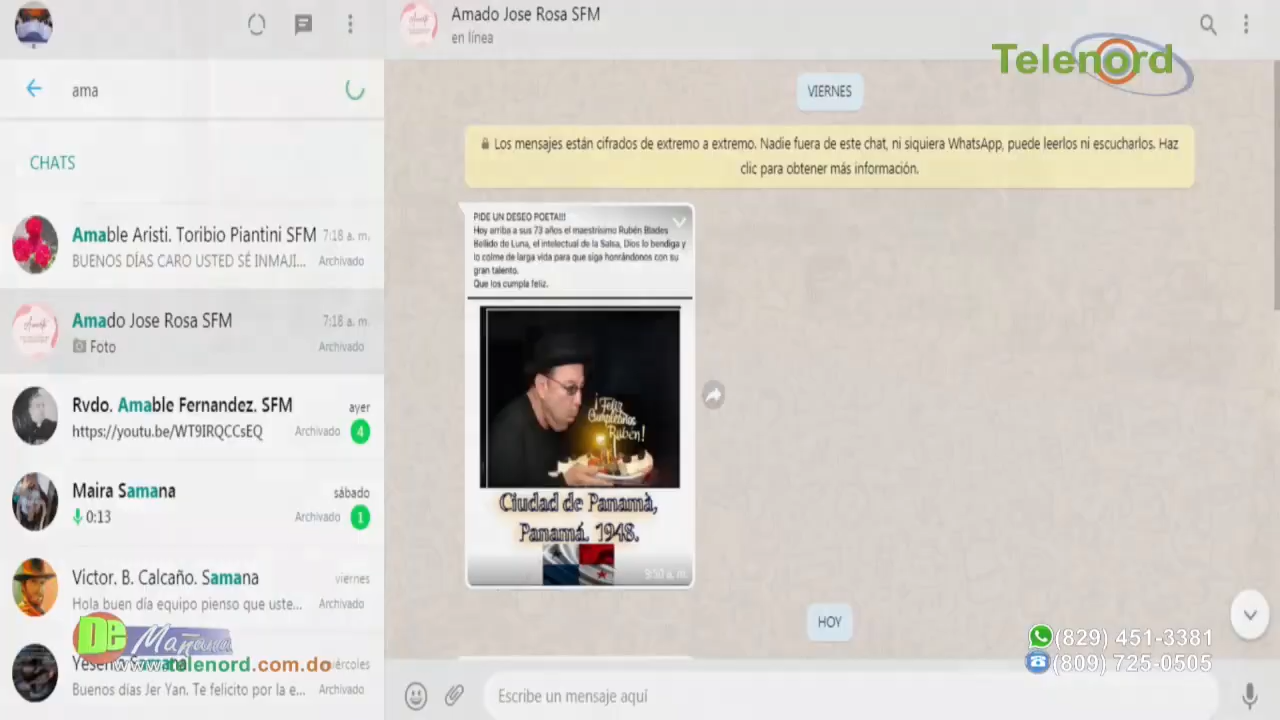 ama
CHATS
Amable Aristi. Toribio Piantini SFM 7:18 a. m.
BUENOS DÍAS CARO USTED SÉ INMAJI... Archivado
Amado Jose Rosa SFM 7:18 a. m.
Foto Archivado
Rvdo. Amable Fernandez. SFM ayer
https://youtu.be/WT9IRQCCsEQ Archivado 4
Maira Samana sábado
0:13 Archivado 1
Victor. B. Calcaño. Samana viernes
Hola buen día equipo pienso que uste... Archivado
De Mañana
www.telenord.com.do
Buenos días Jer Yan. Te felicito por la e... Archivado
Amado Jose Rosa SFM
en línea
Telenord
VIERNES
Los mensajes están cifrados de extremo a extremo. Nadie fuera de este chat, ni siquiera WhatsApp, puede leerlos ni escucharlos. Haz
clic para obtener más información.
PIDE UN DESEO POETA!!!
Hoy arriba a sus 73 años el maestrísimo Rubén Blades
Bellido de Luna, el intelectual de la Salsa, Dios lo bendiga y
lo colme de larga vida para que siga honrándonos con su
gran talento.
Que los cumpla feliz.
¡Feliz
Cumpleaños
Rubén!
Ciudad de Panamà,
Panamá. 1948.
HOY
(829) 451-3381
(809) 725-0505
Escribe un mensaje aquí